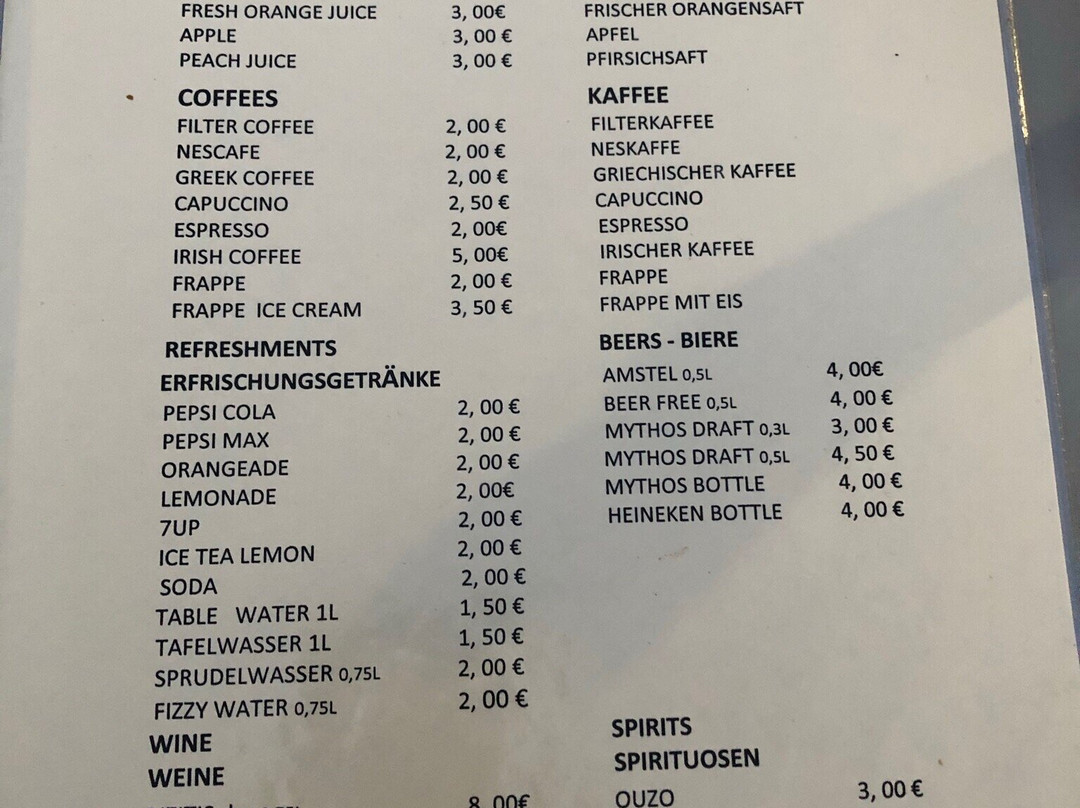 FRESH ORANGE JUICE 3, 00€ FRISCHER ORANGENSAFT
APPLE 3, 00 € APFEL
PEACH JUICE 3, 00 € PFIRSICHSAFT
COFFEES KAFFEE
FILTER COFFEE 2, 00 € FILTERKAFFEE
NESCAFE 2, 00 € NESKAFFE
GREEK COFFEE 2, 00 € GRIECHISCHER KAFFEE
CAPUCCINO 2, 50 € CAPUCCINO
ESPRESSO 2, 00€ ESPRESSO
IRISH COFFEE 5, 00€ IRISCHER KAFFEE
FRAPPE 2, 00 € FRAPPE
FRAPPE ICE CREAM 3, 50 € FRAPPE MIT EIS
REFRESHMENTS
ERFRISCHUNGSGETRÄNKE
PEPSI COLA 2, 00 €
PEPSI MAX 2, 00 €
ORANGEADE 2, 00 €
LEMONADE 2, 00€
7UP 2, 00 €
ICE TEA LEMON 2, 00 €
SODA 2, 00 €
TABLE WATER 1L 1, 50 €
TAFELWASSER 1L 1, 50 €
SPRUDELWASSER 0,75L 2, 00 €
FIZZY WATER 0,75L 2, 00 €
WINE
WEINE
8, 00€
BEERS - BIERE
AMSTEL 0,5L 4, 00€
BEER FREE 0,5L 4, 00 €
MYTHOS DRAFT 0,3L 3, 00 €
MYTHOS DRAFT 0,5L 4, 50 €
MYTHOS BOTTLE 4, 00 €
HEINEKEN BOTTLE 4, 00 €
SPIRITS
SPIRITUOSEN
OUZO 3, 00 €